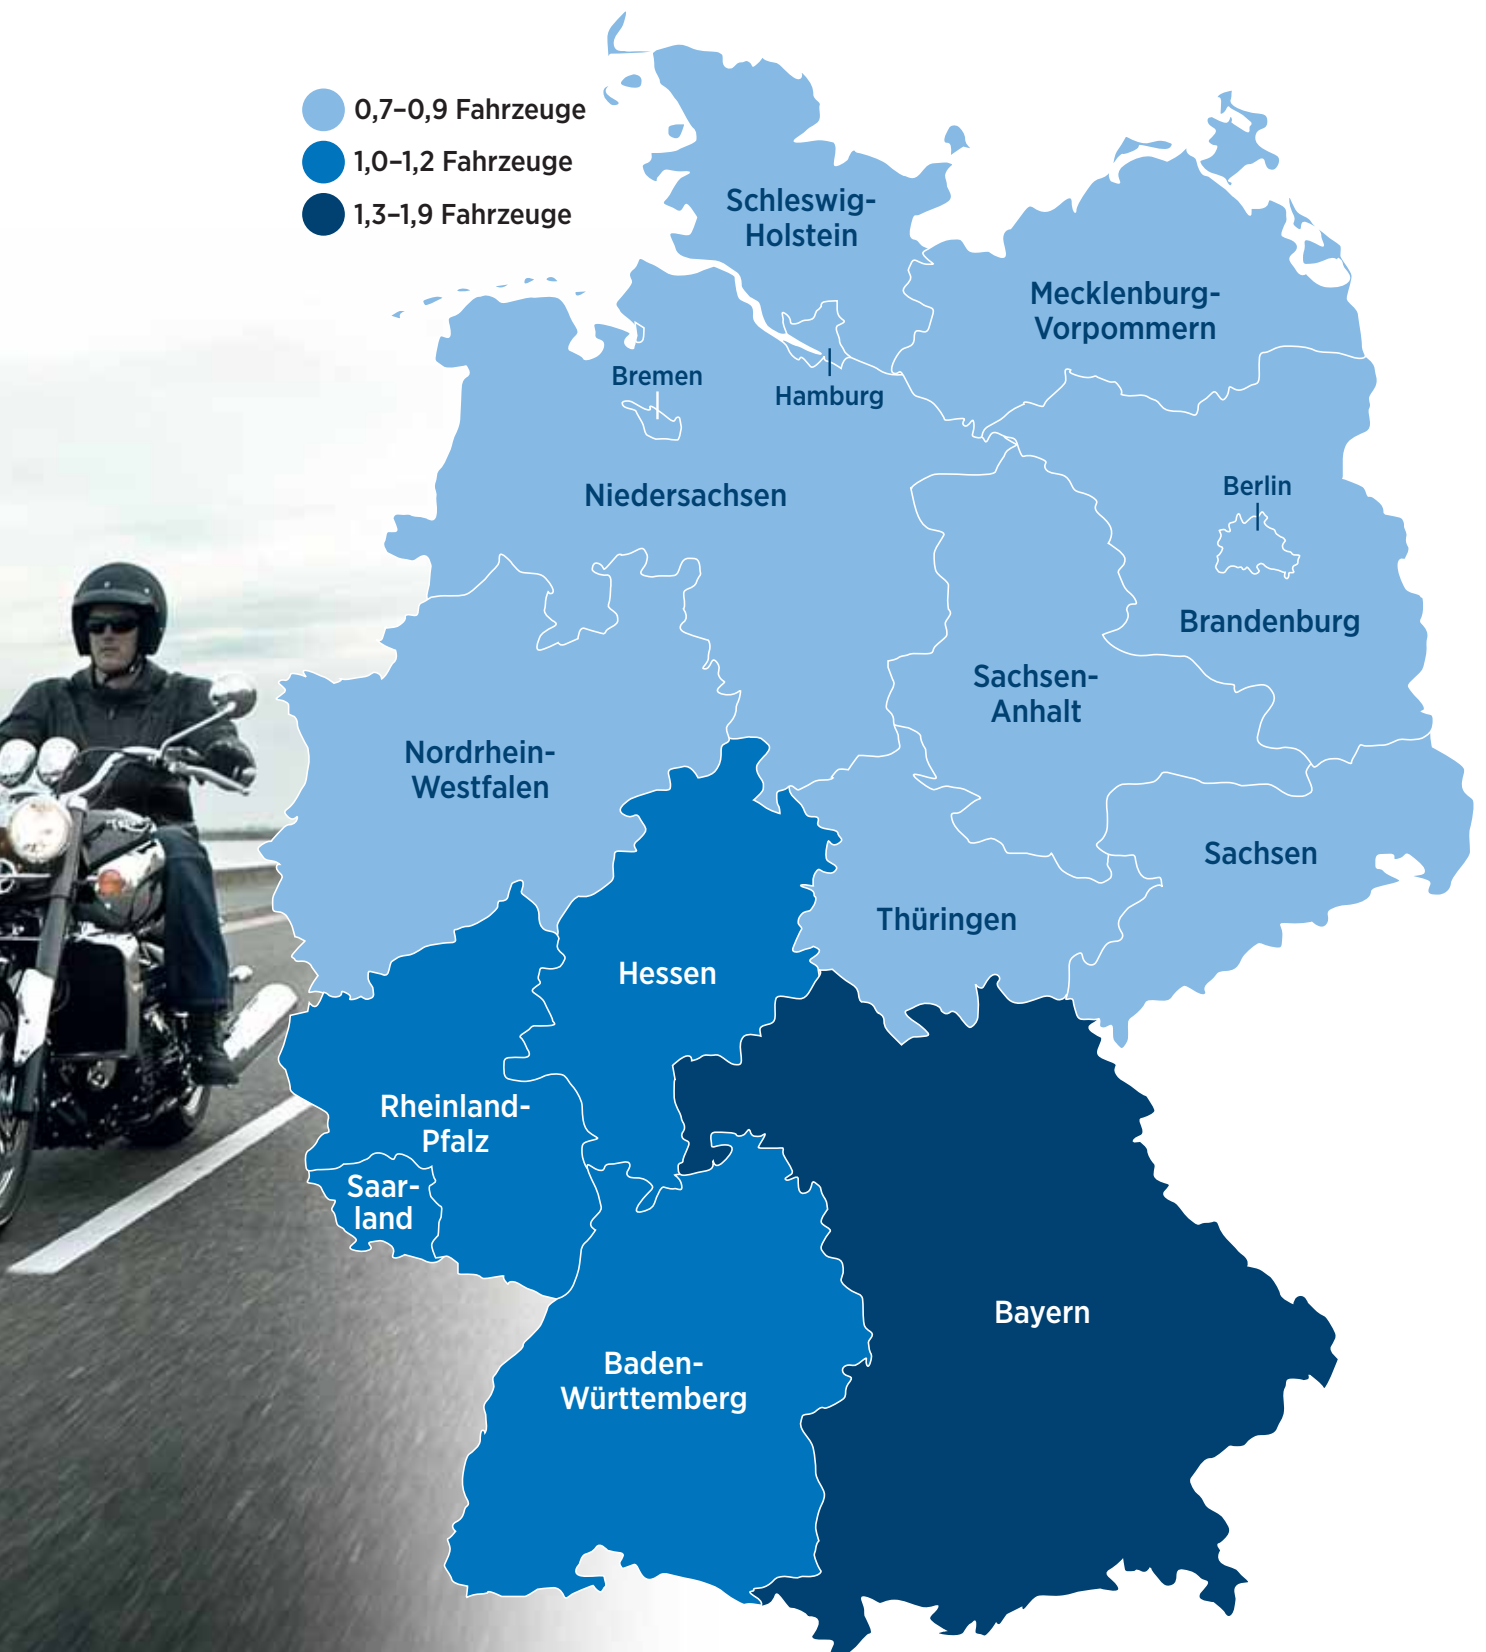 0,7–0,9 Fahrzeuge
1,0–1,2 Fahrzeuge
1,3–1,9 Fahrzeuge
Schleswig-
Holstein
Mecklenburg-
Vorpommern
Bremen
Hamburg
Niedersachsen
Berlin
Brandenburg
Sachsen-
Anhalt
Nordrhein-
Westfalen
Sachsen
Thüringen
Hessen
Rheinland-
Pfalz
Saar-
land
Bayern
Baden-
Württemberg